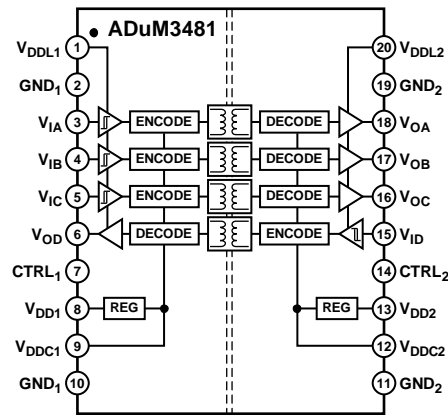 ADuM3481
VDDL1 1 20 VDDL2
GND1 2 19 GND2
VIA 3 ENCODE DECODE 18 VOA
VIB 4 ENCODE DECODE 17 VOB
VIC 5 ENCODE DECODE 16 VOC
VOD 6 DECODE ENCODE 15 VID
CTRL1 7 14 CTRL2
VDD1 8 REG REG 13 VDD2
VDDC1 9 12 VDDC2
GND1 10 11 GND2